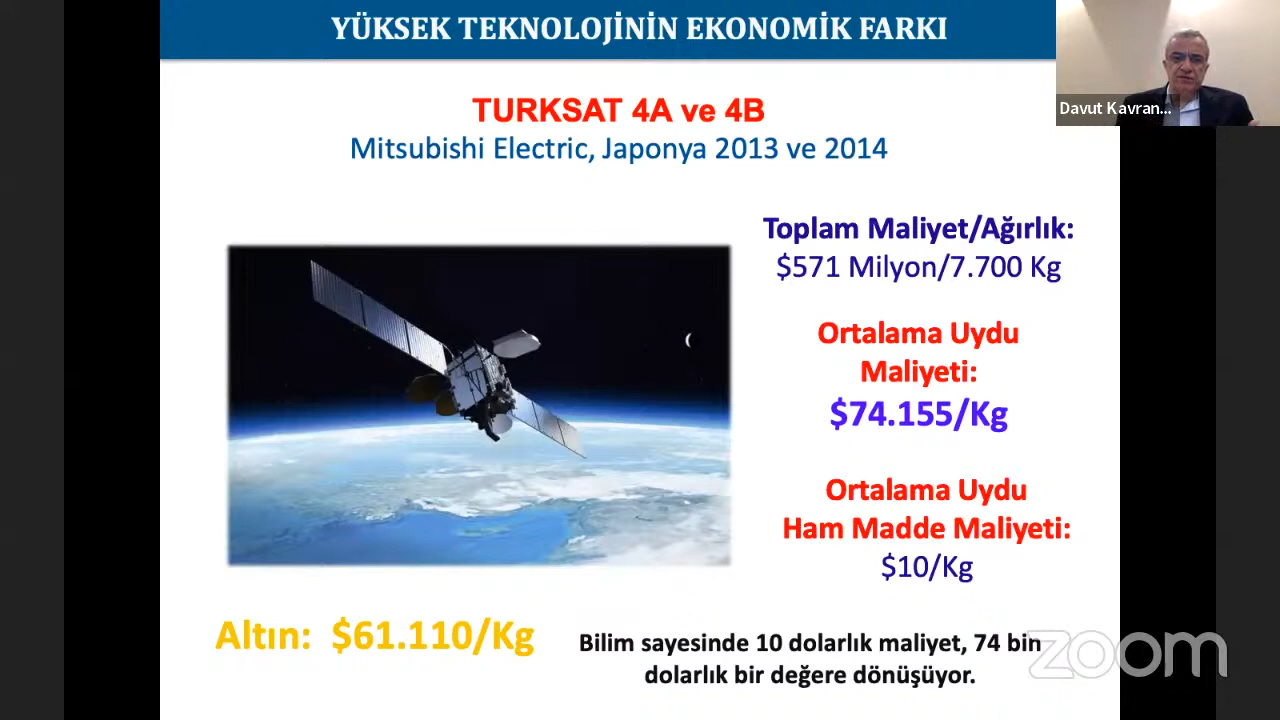 YÜKSEK TEKNOLOJİNİN EKONOMİK FARKI
Davut Kavran...
TURKSAT 4A ve 4B
Mitsubishi Electric, Japonya 2013 ve 2014
Toplam Maliyet/Ağırlık:
$571 Milyon/7.700 Kg
Ortalama Uydu
Maliyeti:
$74.155/Kg
Ortalama Uydu
Ham Madde Maliyeti:
$10/Kg
Altın: $61.110/Kg
Bilim sayesinde 10 dolarlık maliyet, 74 bin
dolarlık bir değere dönüşüyor.
zoom